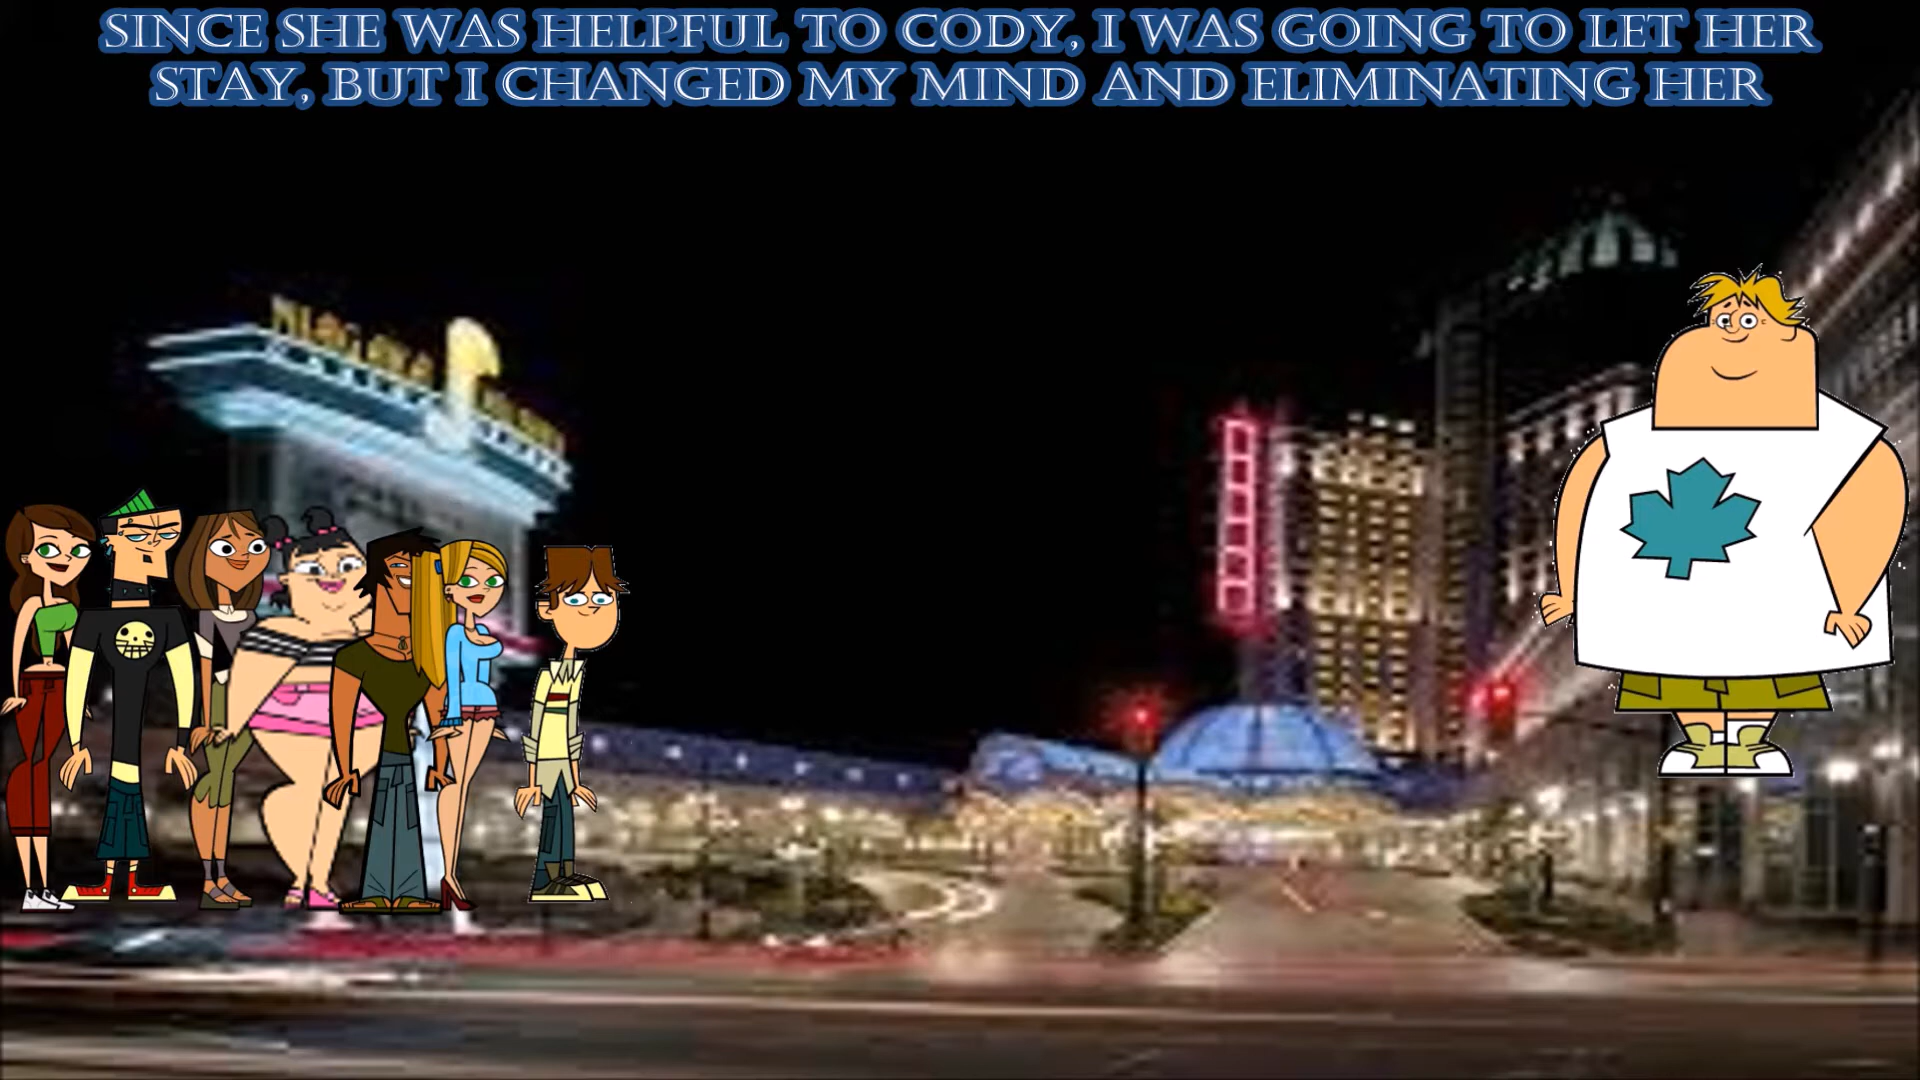 SINCE SHE WAS HELPFUL TO CODY, I WAS GOING TO LET HER
STAY, BUT I CHANGED MY MIND AND ELIMINATING HER